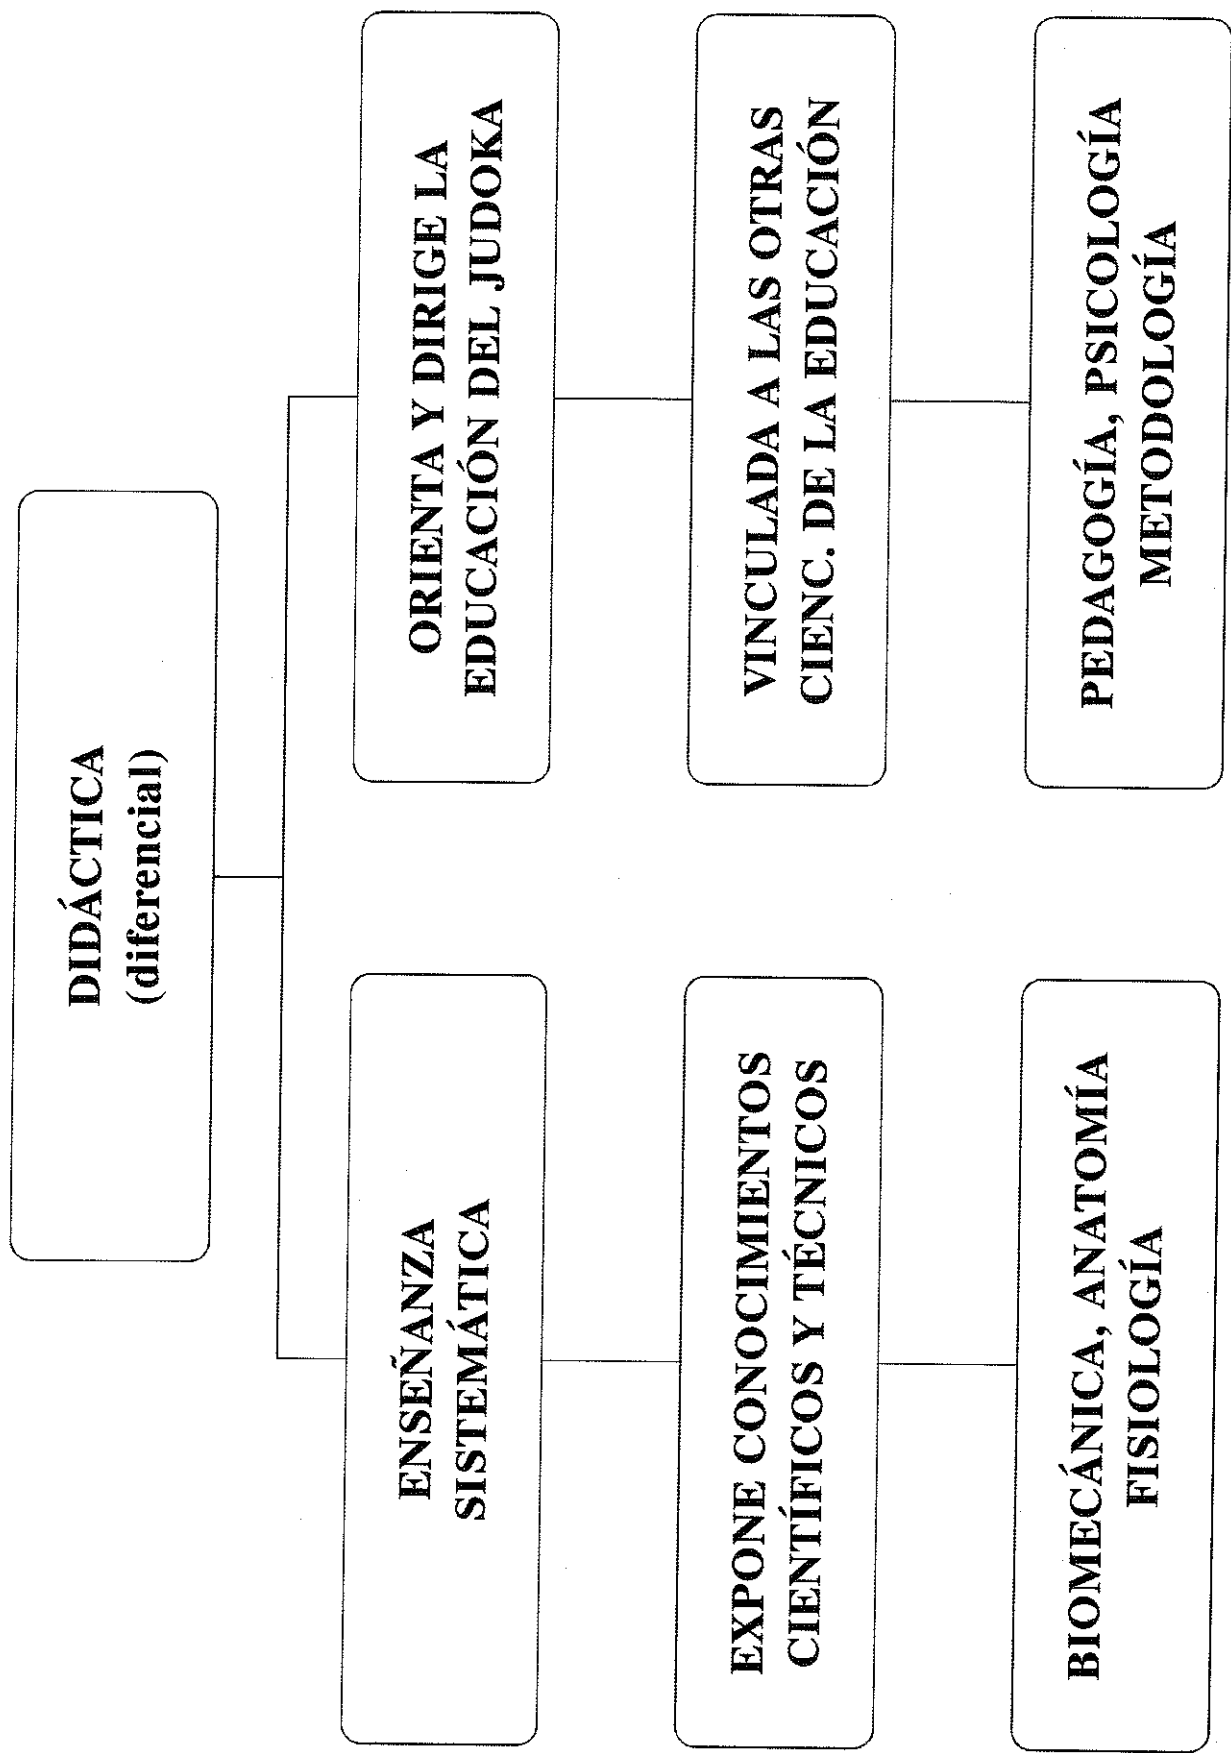 DIDÁCTICA
(diferencial)
ENSEÑANZA
SISTEMÁTICA
EXPONE CONOCIMIENTOS
CIENTÍFICOS Y TÉCNICOS
BIOMECÁNICA, ANATOMÍA
FISIOLOGÍA
ORIENTA Y DIRIGE LA
EDUCACIÓN DEL JUDOKA
VINCULADA A LAS OTRAS
CIENC. DE LA EDUCACIÓN
PEDAGOGÍA, PSICOLOGÍA
METODOLOGÍA